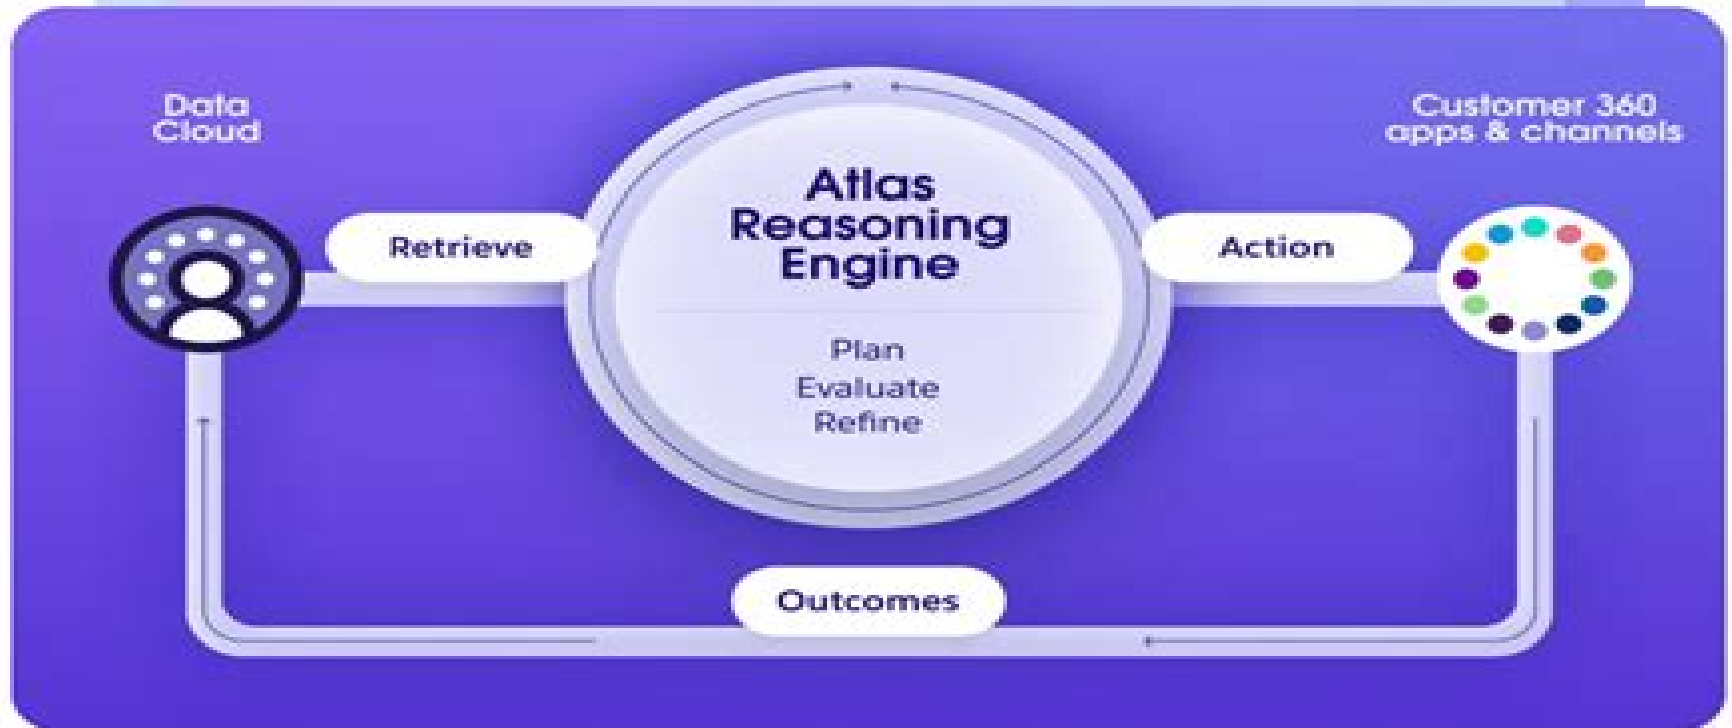 Data
Cloud
Customer 360
apps & channels
Atlas
Reasoning
Engine
Retrieve
Action
Plan
Evaluate
Refine
Outcomes